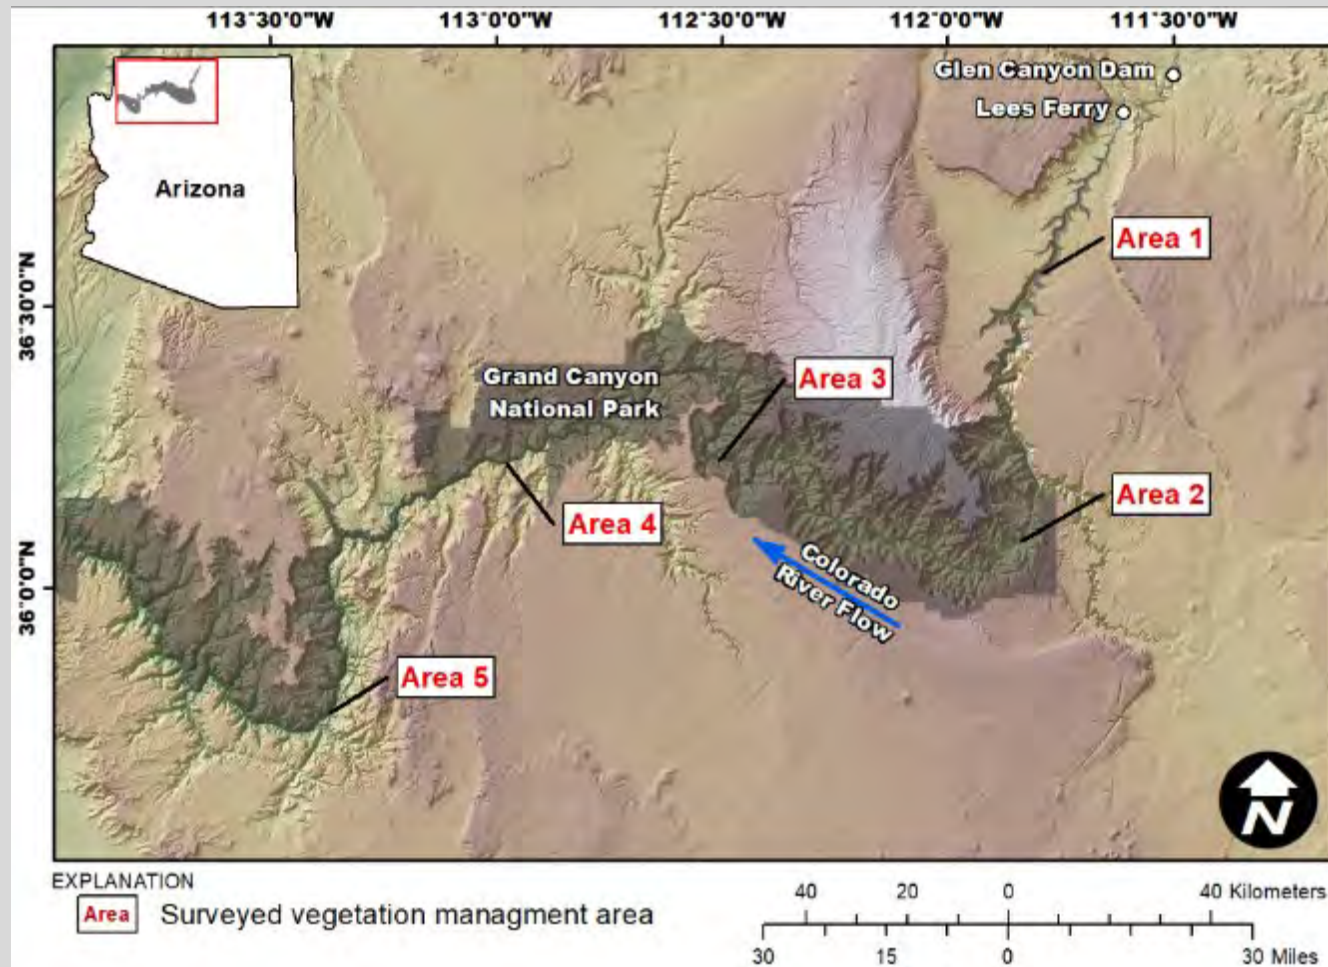 113°30'0"W 113°0'0"W 112°30'0"W 112°0'0"W 111°30'0"W
Glen Canyon Dam
Lees Ferry
Arizona
Area 1
36°30'0"N
Grand Canyon
National Park
Area 3
Area 2
Area 4
Colorado
River Flow
36°0'0"N
Area 5
N
EXPLANATION
Area Surveyed vegetation managment area
40 20 0 40 Kilometers
30 15 0 30 Miles